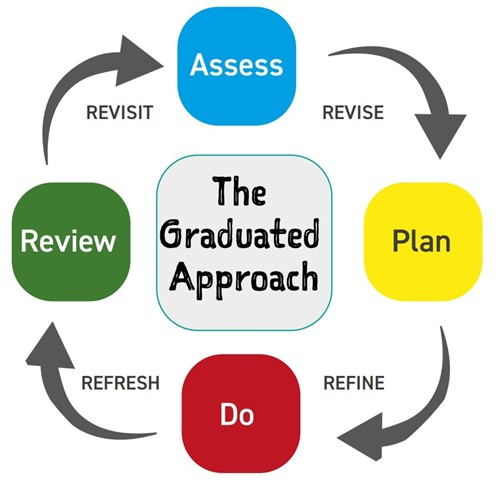 Assess
REVISIT
REVISE
The
Graduated
Approach
Review
Plan
REFRESH
REFINE
Do